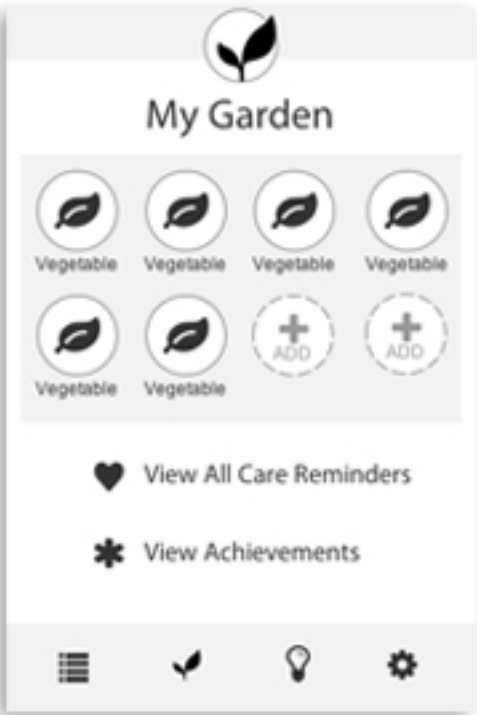 My Garden
Vegetable Vegetable Vegetable Vegetable
ADD ADD
Vegetable Vegetable
View All Care Reminders
View Achievements